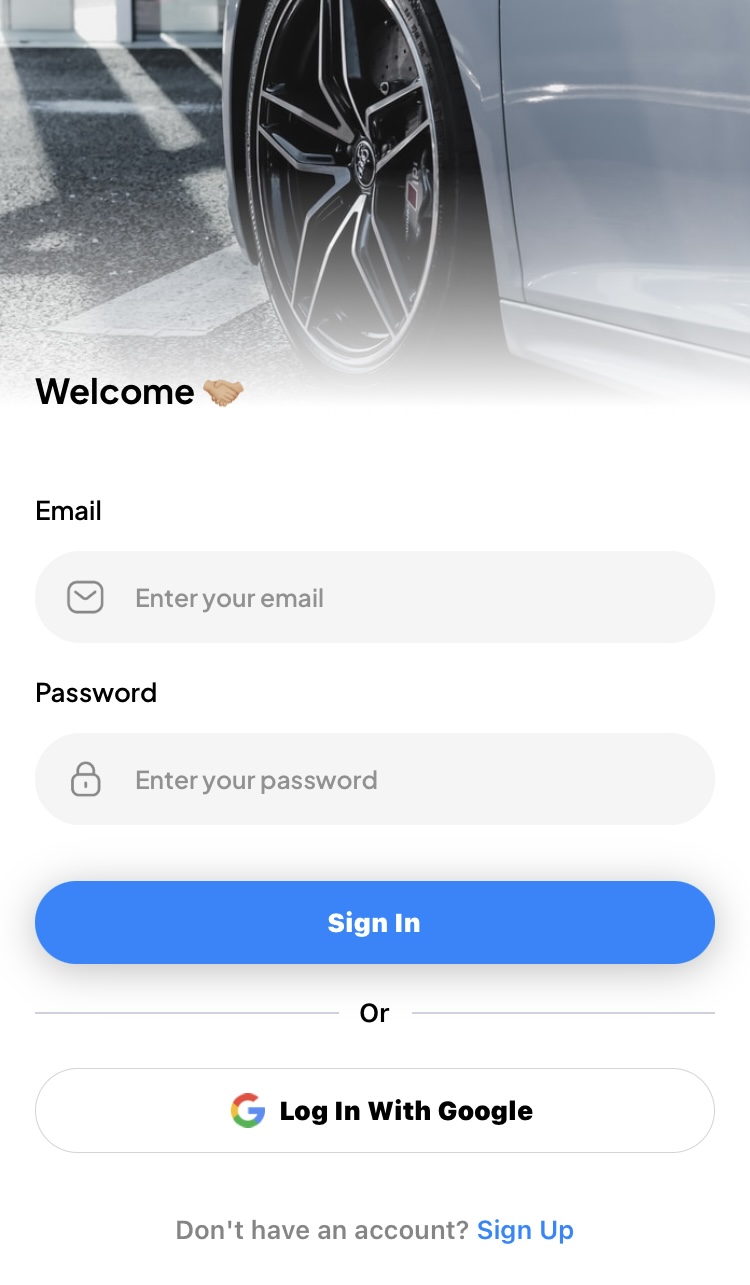 Welcome 🤝🏼
Email
Enter your email
Password
Enter your password
Sign In
Or
Log In With Google
Don't have an account? Sign Up